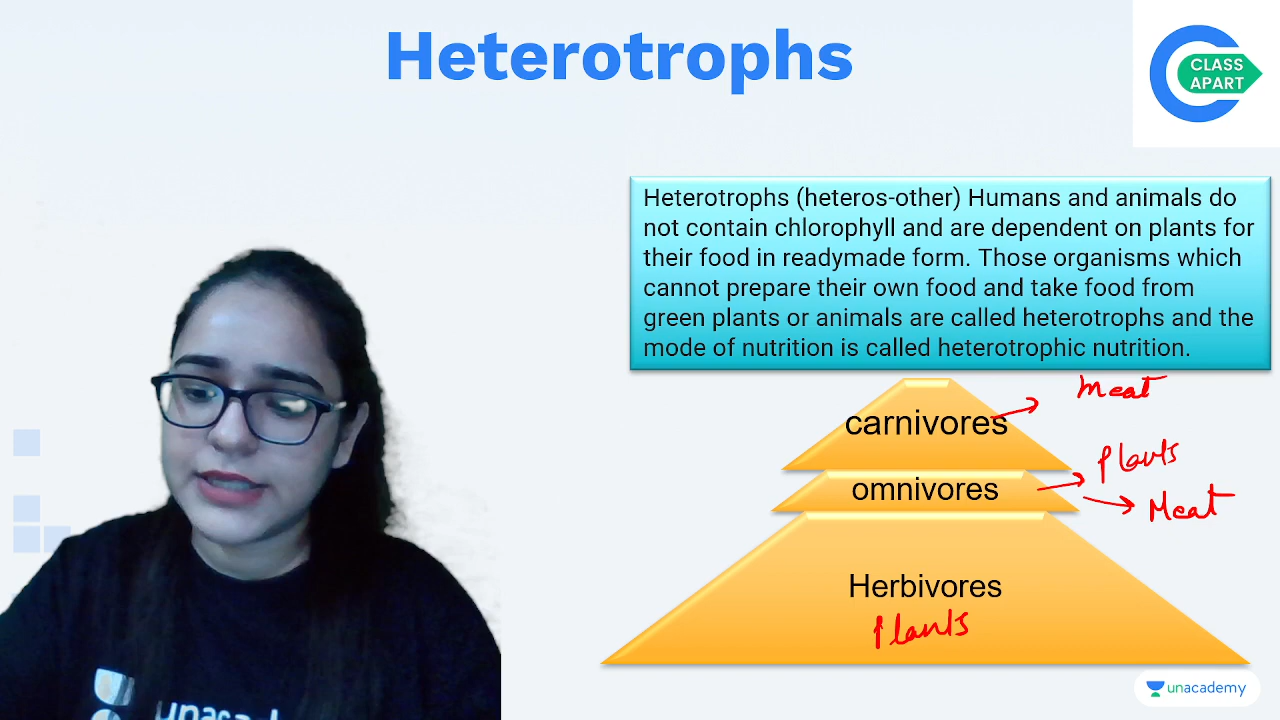 Heterotrophs
CLASS
APART
Heterotrophs (heteros-other) Humans and animals do
not contain chlorophyll and are dependent on plants for
their food in readymade form. Those organisms which
cannot prepare their own food and take food from
green plants or animals are called heterotrophs and the
mode of nutrition is called heterotrophic nutrition.
carnivores
Meat
omnivores
Plants
Meat
Herbivores
Plants
unacademy